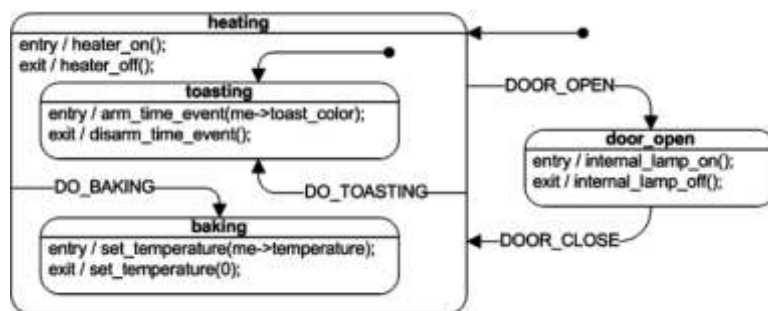 heating
entry / heater_on();
exit / heater_off();
toasting
entry / arm_time_event(me->toast_color);
exit / disarm_time_event();
DOOR_OPEN
door_open
entry / internal_lamp_on();
exit / internal_lamp_off();
DO_BAKING
DO_TOASTING
baking
entry / set_temperature(me->temperature);
exit / set_temperature(0);
DOOR_CLOSE